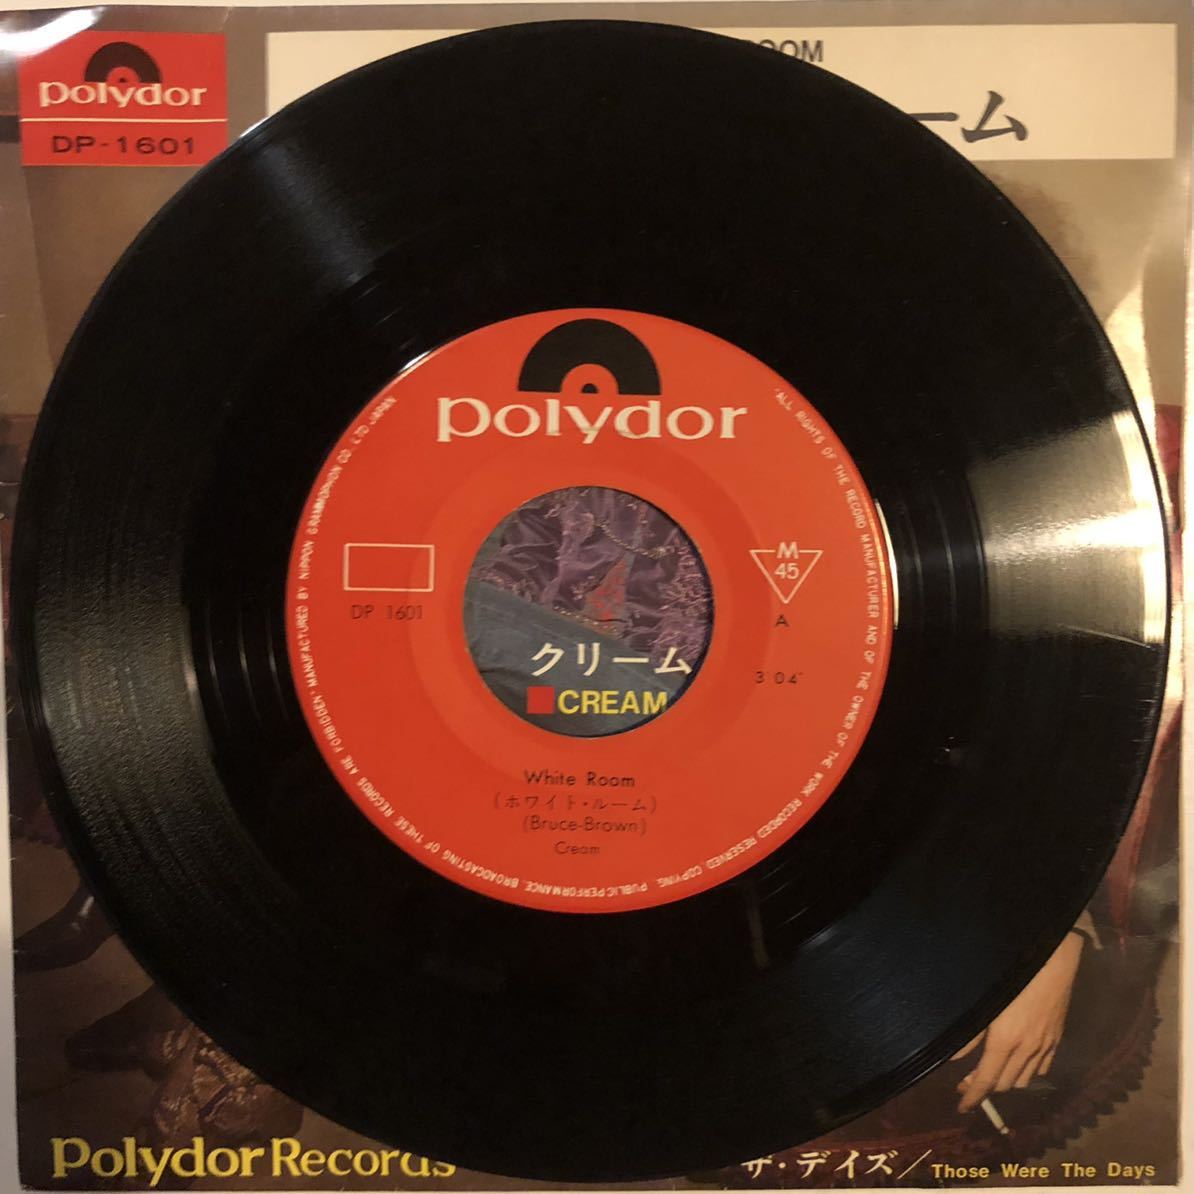 polydor
DP-1601
ROOM
ーム
polydor
MANUFACTURED BY NIPPON GRAMMOPHON CO., LTD. JAPAN
ALL RIGHTS OF THE RECORD MANUFACTURER AND OF THE OWNER OF THE WORK RECORDED RESERVED. COPYING, PUBLIC PERFORMANCE, BROADCASTING OF THESE RECORDS ARE FORBIDDEN
M
45
DP 1601
A
3'04"
クリーム
CREAM
White Room
(ホワイト・ルーム)
(Bruce-Brown)
Cream
Polydor Records
ザ・デイズ/Those Were The Days